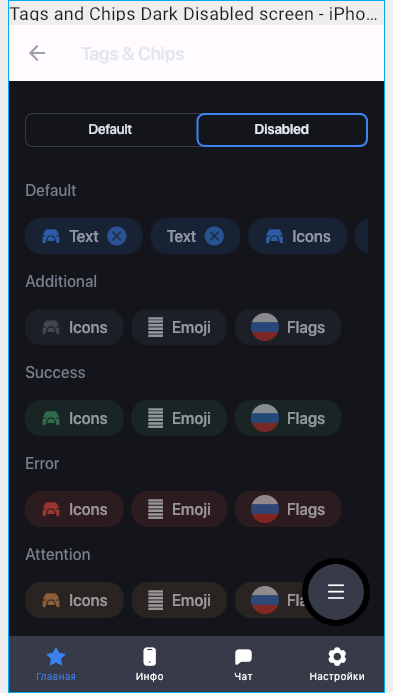 Tags and Chips Dark Disabled screen - iPho...
Tags & Chips
Default Disabled
Default
Text Text Icons
Additional
Icons Emoji Flags
Success
Icons Emoji Flags
Error
Icons Emoji Flags
Attention
Icons Emoji Fla
Главная Инфо Чат Настройки